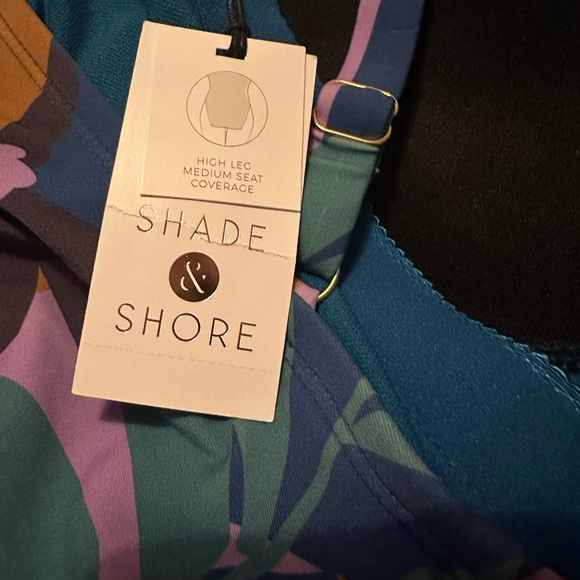 HIGH LEG
MEDIUM SEAT
COVERAGE
SHADE
&
SHORE